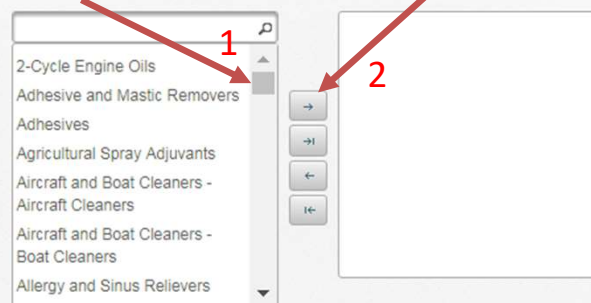 1
2-Cycle Engine Oils
2
Adhesive and Mastic Removers
Adhesives
Agricultural Spray Adjuvants
Aircraft and Boat Cleaners -
Aircraft Cleaners
Aircraft and Boat Cleaners -
Boat Cleaners
Allergy and Sinus Relievers